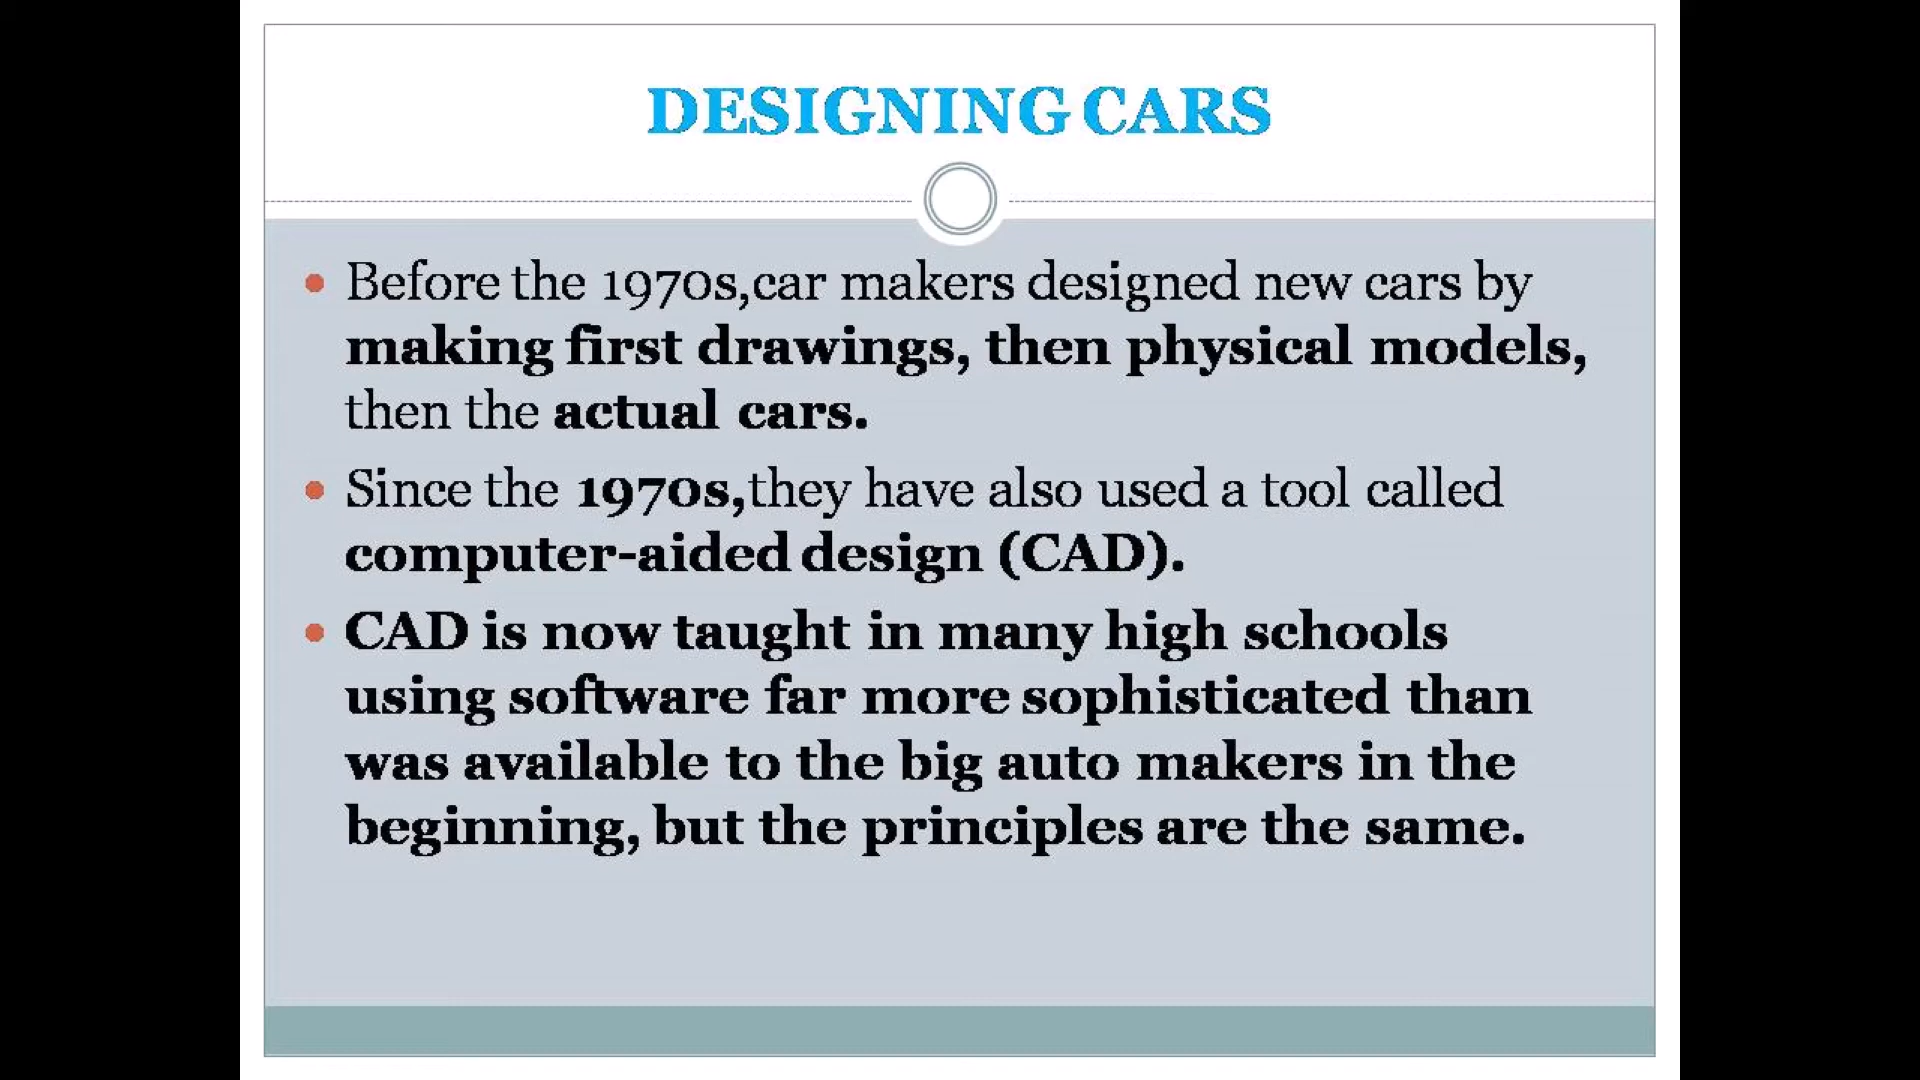 DESIGNING CARS
• Before the 1970s,car makers designed new cars by
making first drawings, then physical models,
then the actual cars.
• Since the 1970s,they have also used a tool called
computer-aided design (CAD).
• CAD is now taught in many high schools
using software far more sophisticated than
was available to the big auto makers in the
beginning, but the principles are the same.